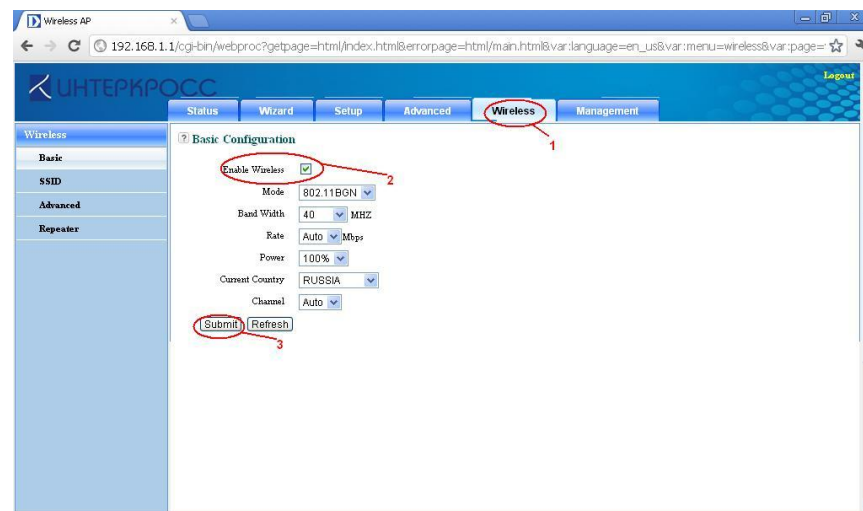 Wireless AP
192.168.1.1/cgi-bin/webproc?getpage=html/index.html&errorpage=html/main.html&var:language=en_us&var:menu=wireless&var:page=
ИНТЕРКРОСС
Logout
Status Wizard Setup Advanced Wireless Management
1
Wireless
Basic
SSID
Advanced
Repeater
? Basic Configuration
Enable Wireless
2
Mode 802.11BGN
Band Width 40 MHZ
Rate Auto Mbps
Power 100%
Current Country RUSSIA
Channel Auto
Submit Refresh
3